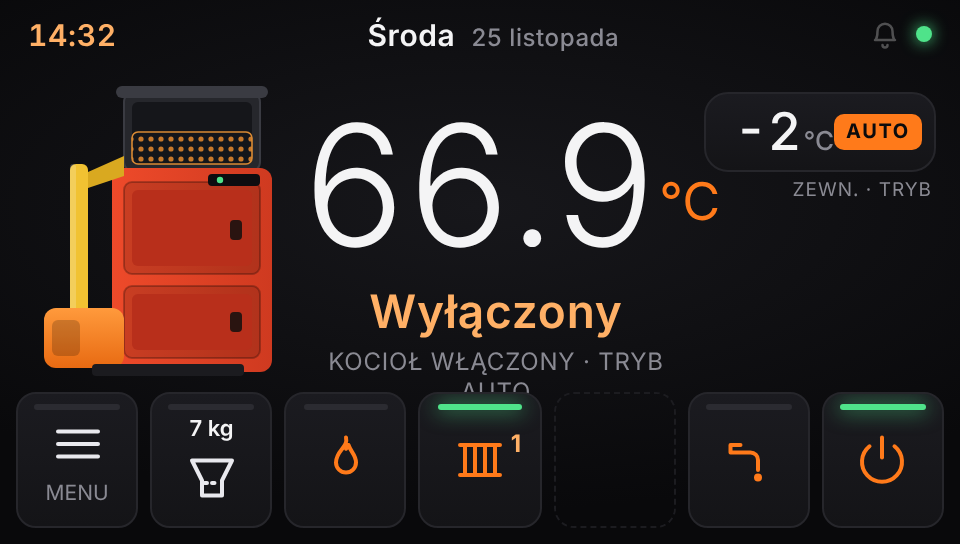 14:32
Środa 25 listopada
66.9 °C
-2 °C AUTO
ZEWN. · TRYB
Wyłączony
KOCIOŁ WŁĄCZONY · TRYB
AUTO
MENU
7 kg
1